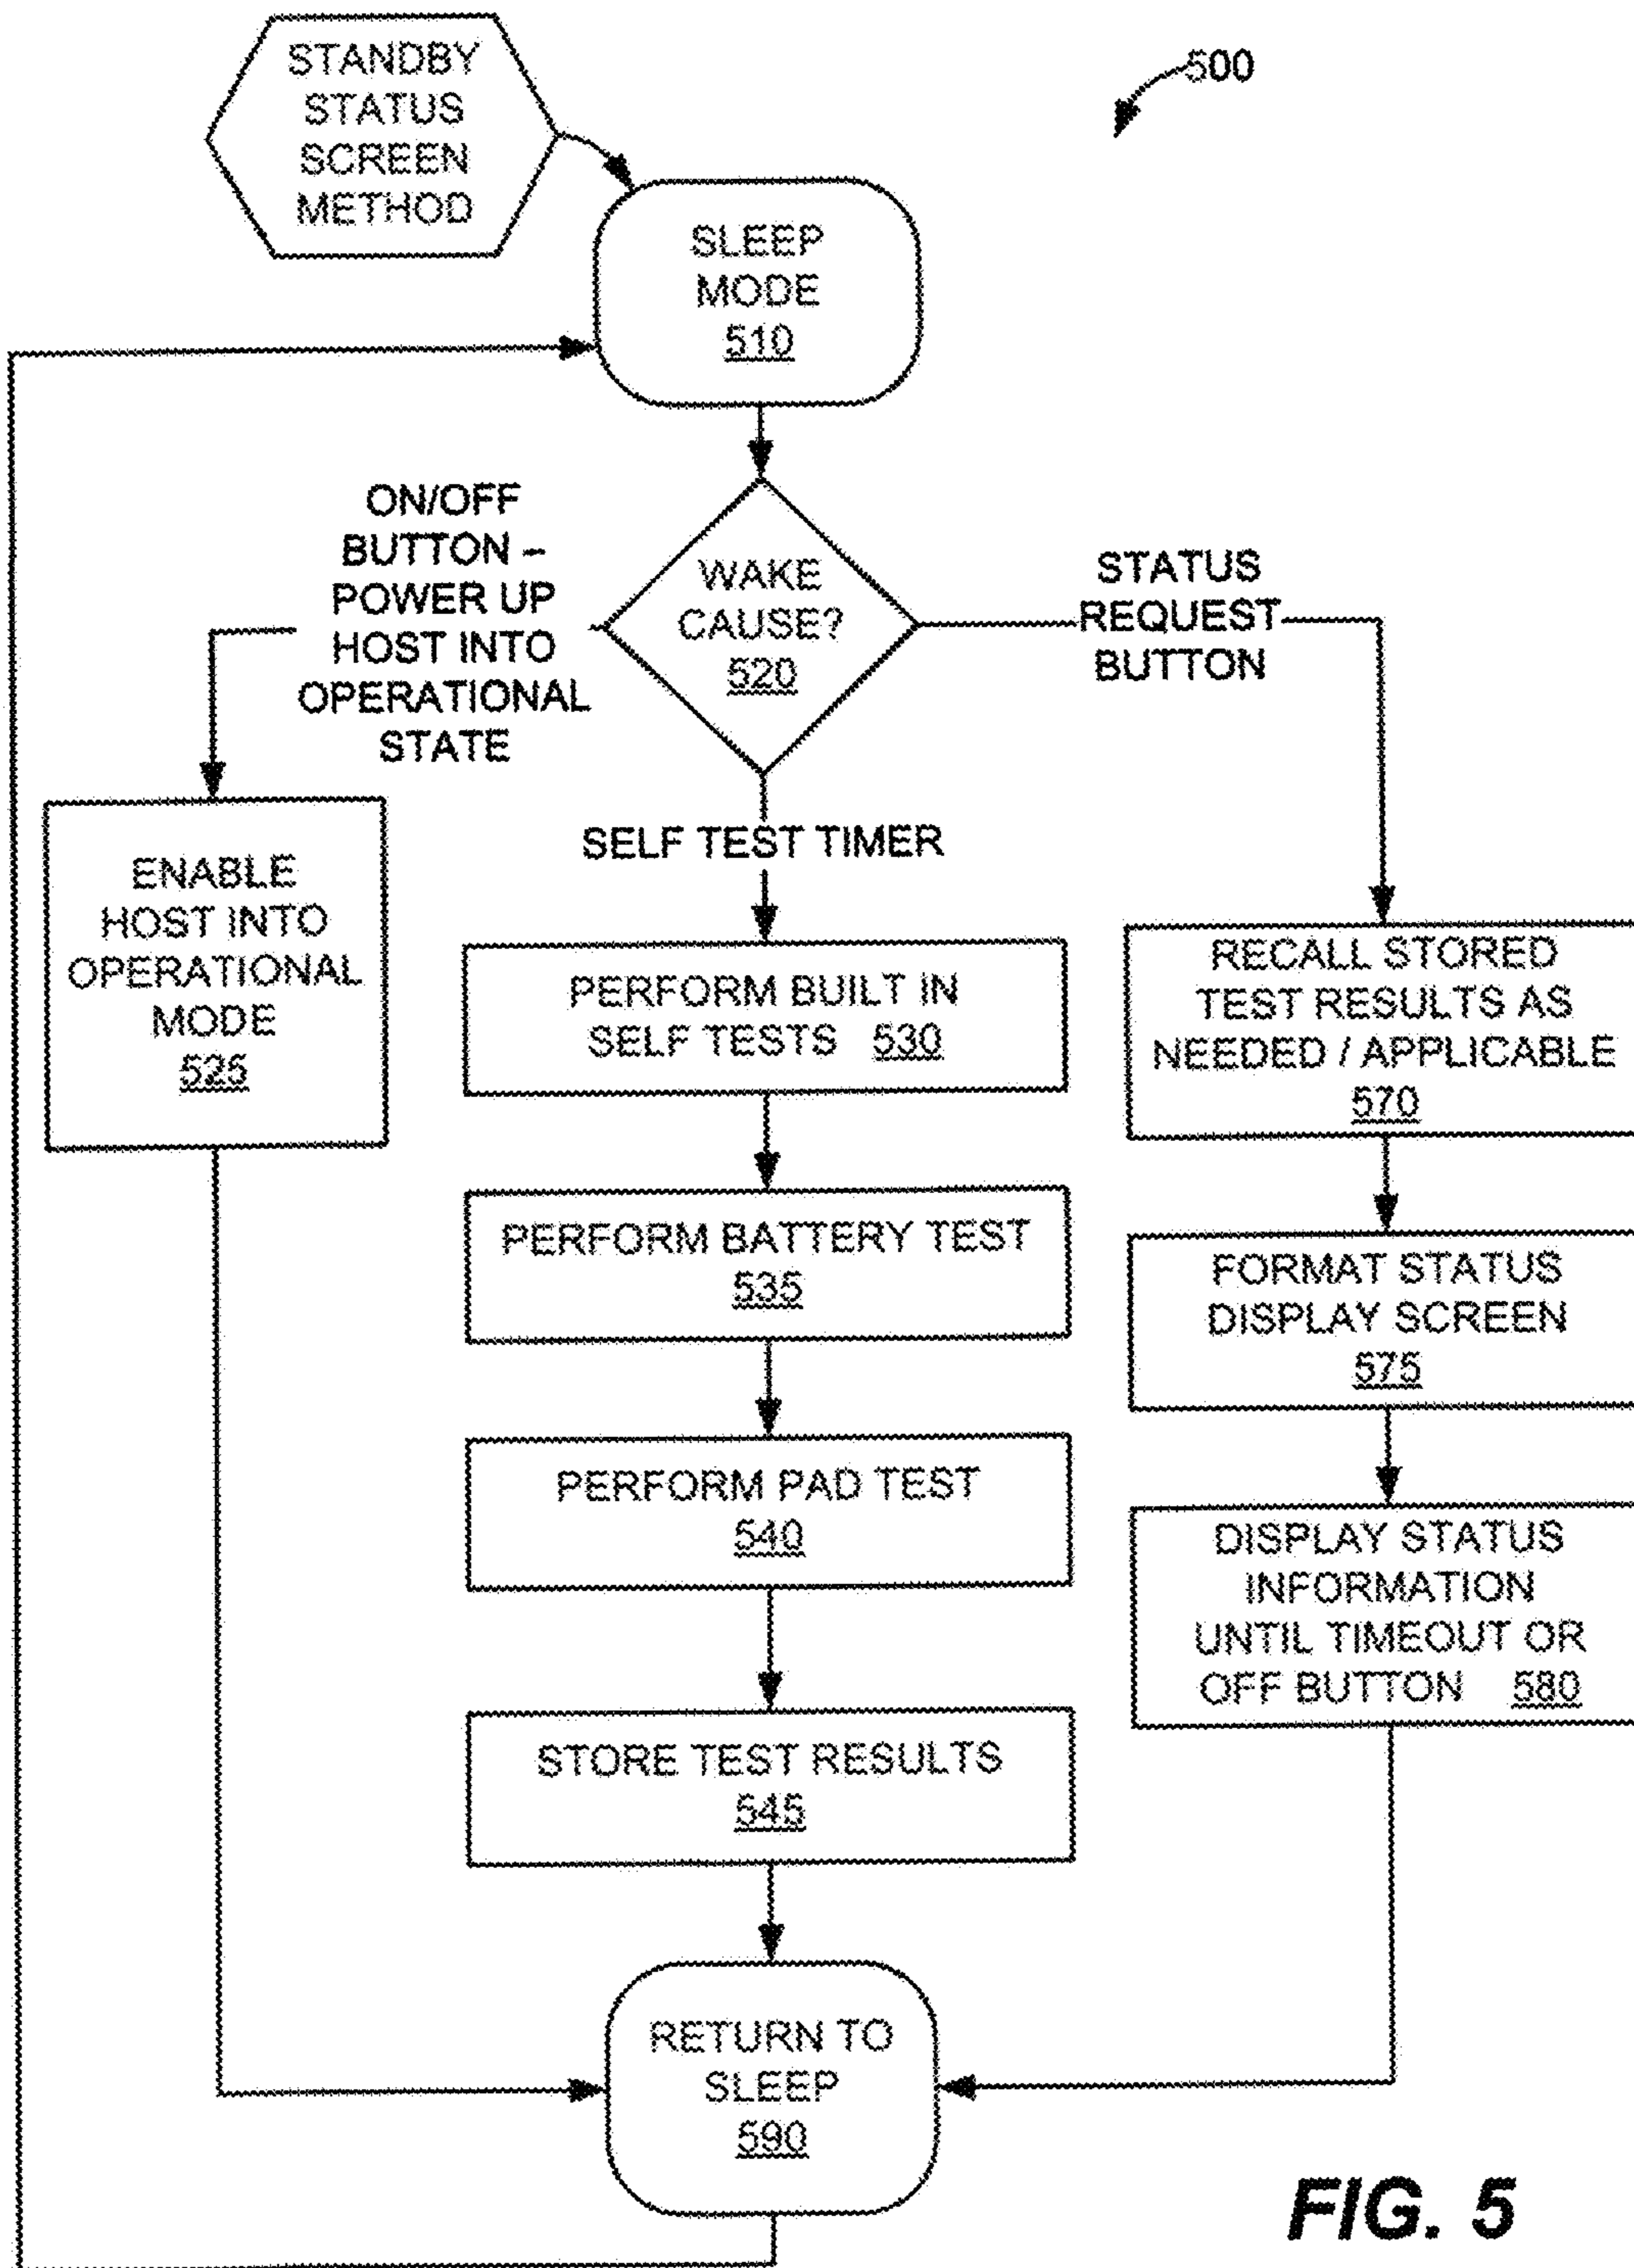 STANDBY
STATUS
SCREEN
METHOD
500
SLEEP
MODE
510
WAKE
CAUSE?
520
ON/OFF
BUTTON –
POWER UP
HOST INTO
OPERATIONAL
STATE
STATUS
REQUEST
BUTTON
SELF TEST TIMER
ENABLE
HOST INTO
OPERATIONAL
MODE
525
PERFORM BUILT IN
SELF TESTS 530
PERFORM BATTERY TEST
535
PERFORM PAD TEST
540
STORE TEST RESULTS
545
RECALL STORED
TEST RESULTS AS
NEEDED / APPLICABLE
570
FORMAT STATUS
DISPLAY SCREEN
575
DISPLAY STATUS
INFORMATION
UNTIL TIMEOUT OR
OFF BUTTON 580
RETURN TO
SLEEP
590
FIG. 5